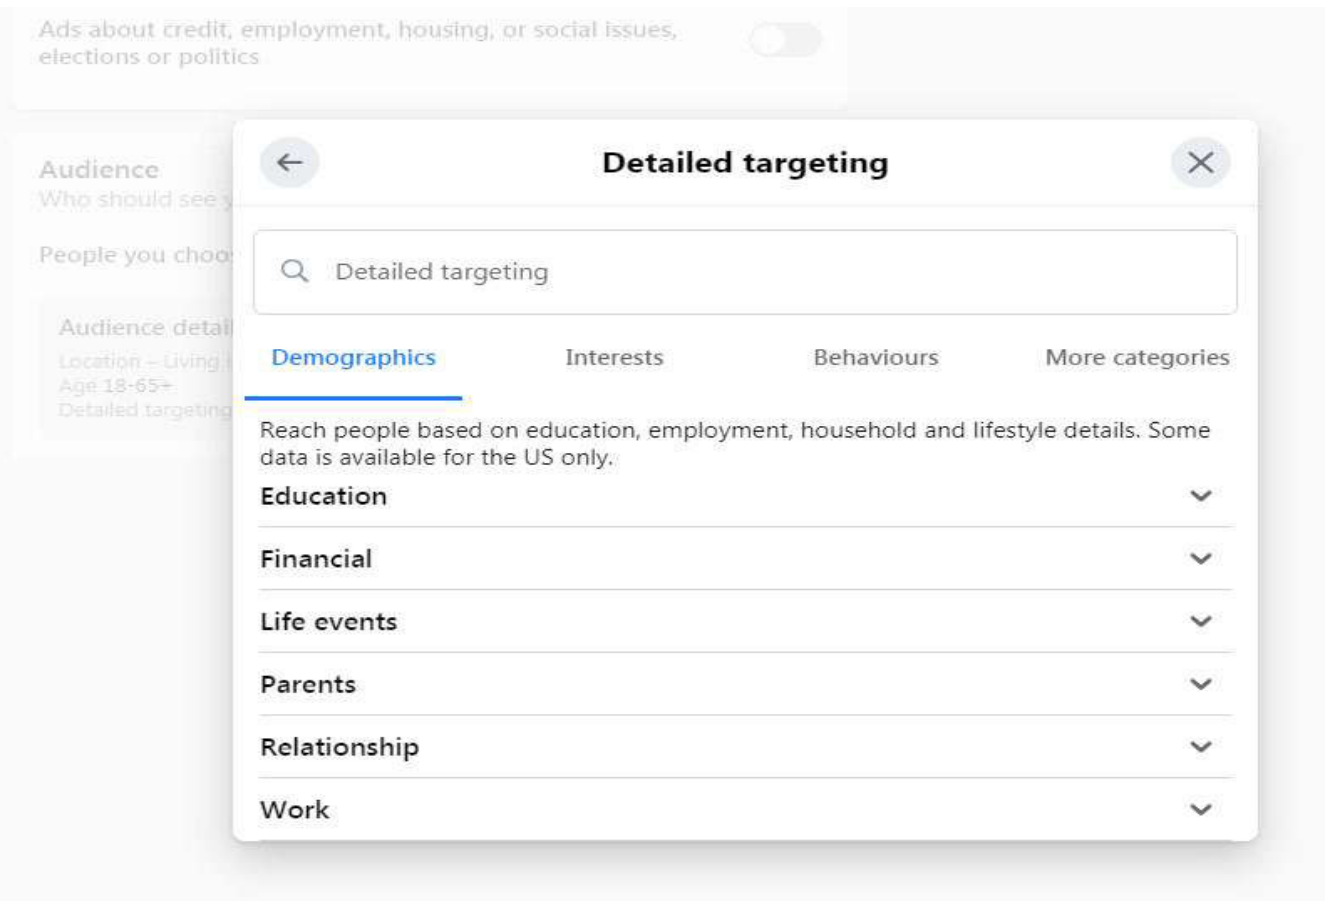 Ads about credit, employment, housing, or social issues,
elections or politics
Audience
Who should see y
People you choo
Audience detail
Location – Living i
Age 18-65+
Detailed targeting
Detailed targeting
Detailed targeting
Demographics Interests Behaviours More categories
Reach people based on education, employment, household and lifestyle details. Some
data is available for the US only.
Education
Financial
Life events
Parents
Relationship
Work